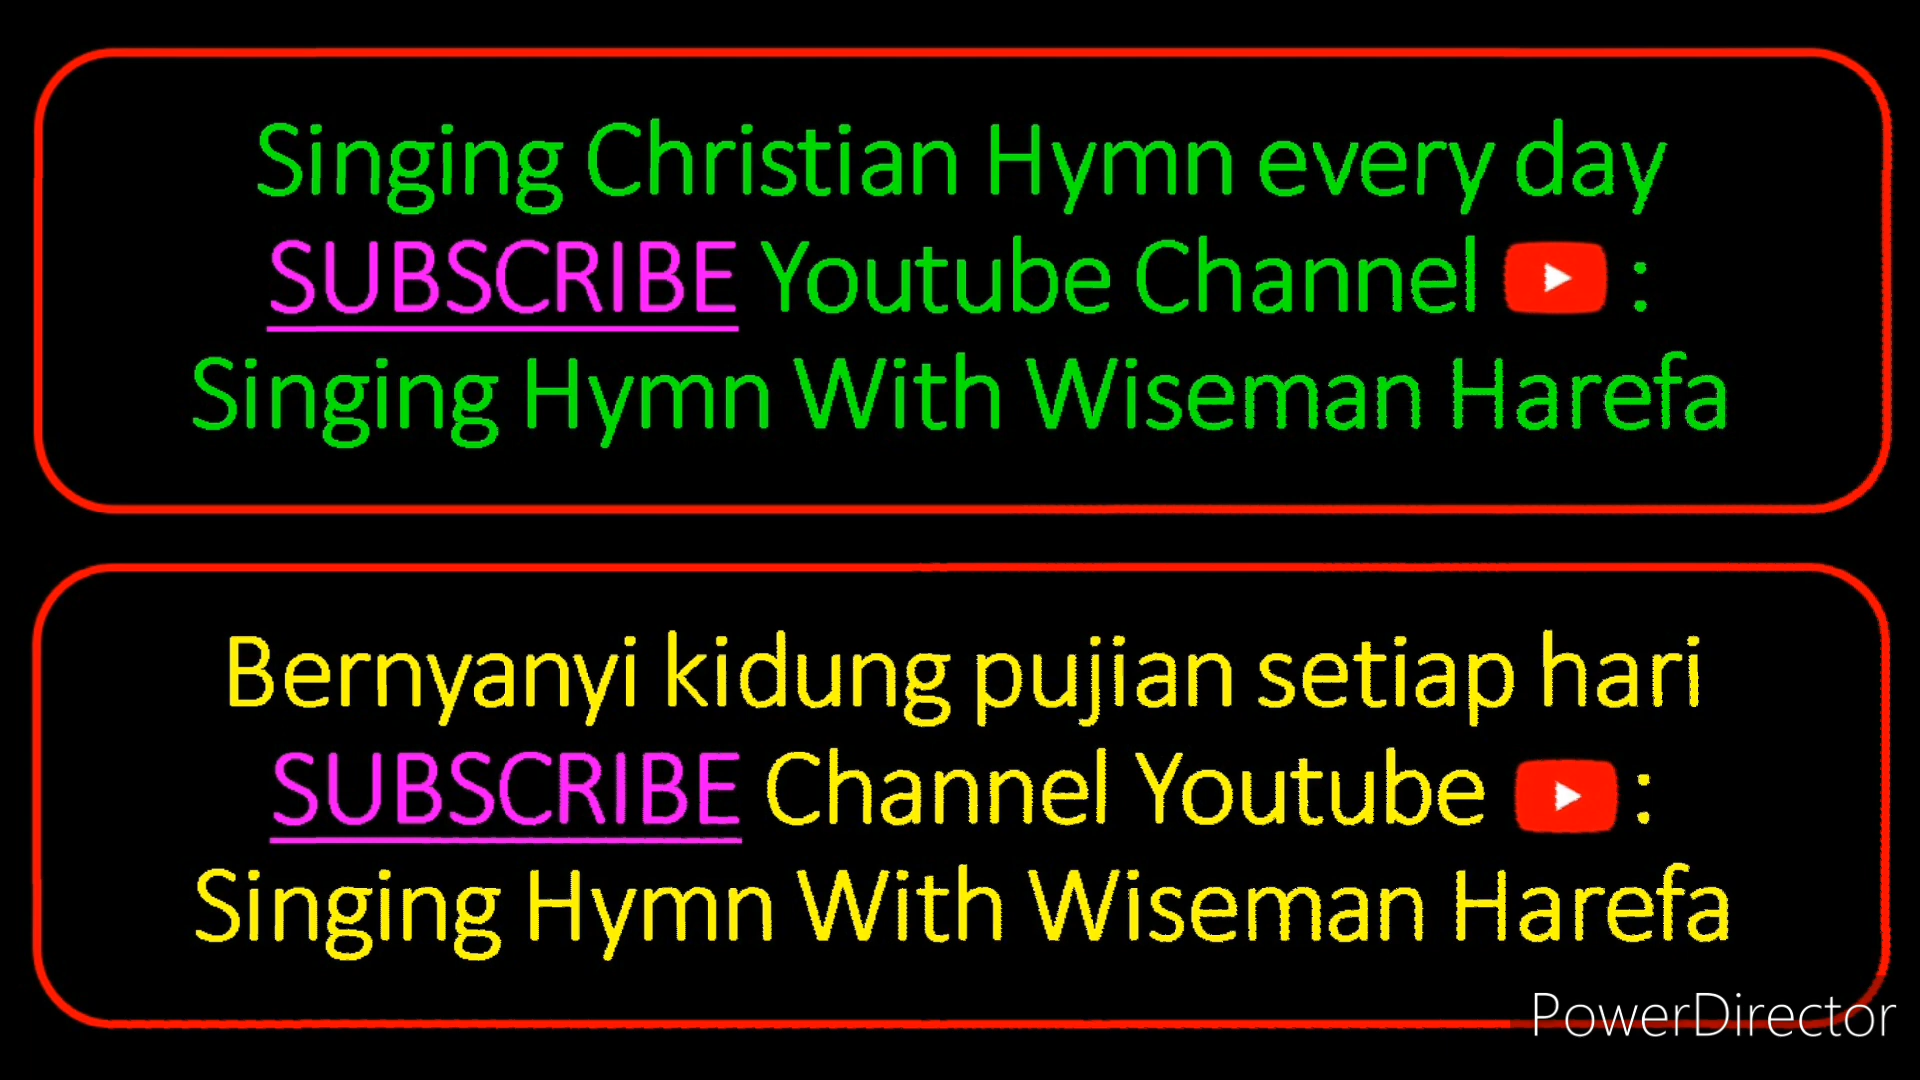 Singing Christian Hymn every day
SUBSCRIBE Youtube Channel :
Singing Hymn With Wiseman Harefa
Bernyanyi kidung pujian setiap hari
SUBSCRIBE Channel Youtube :
Singing Hymn With Wiseman Harefa
PowerDirector